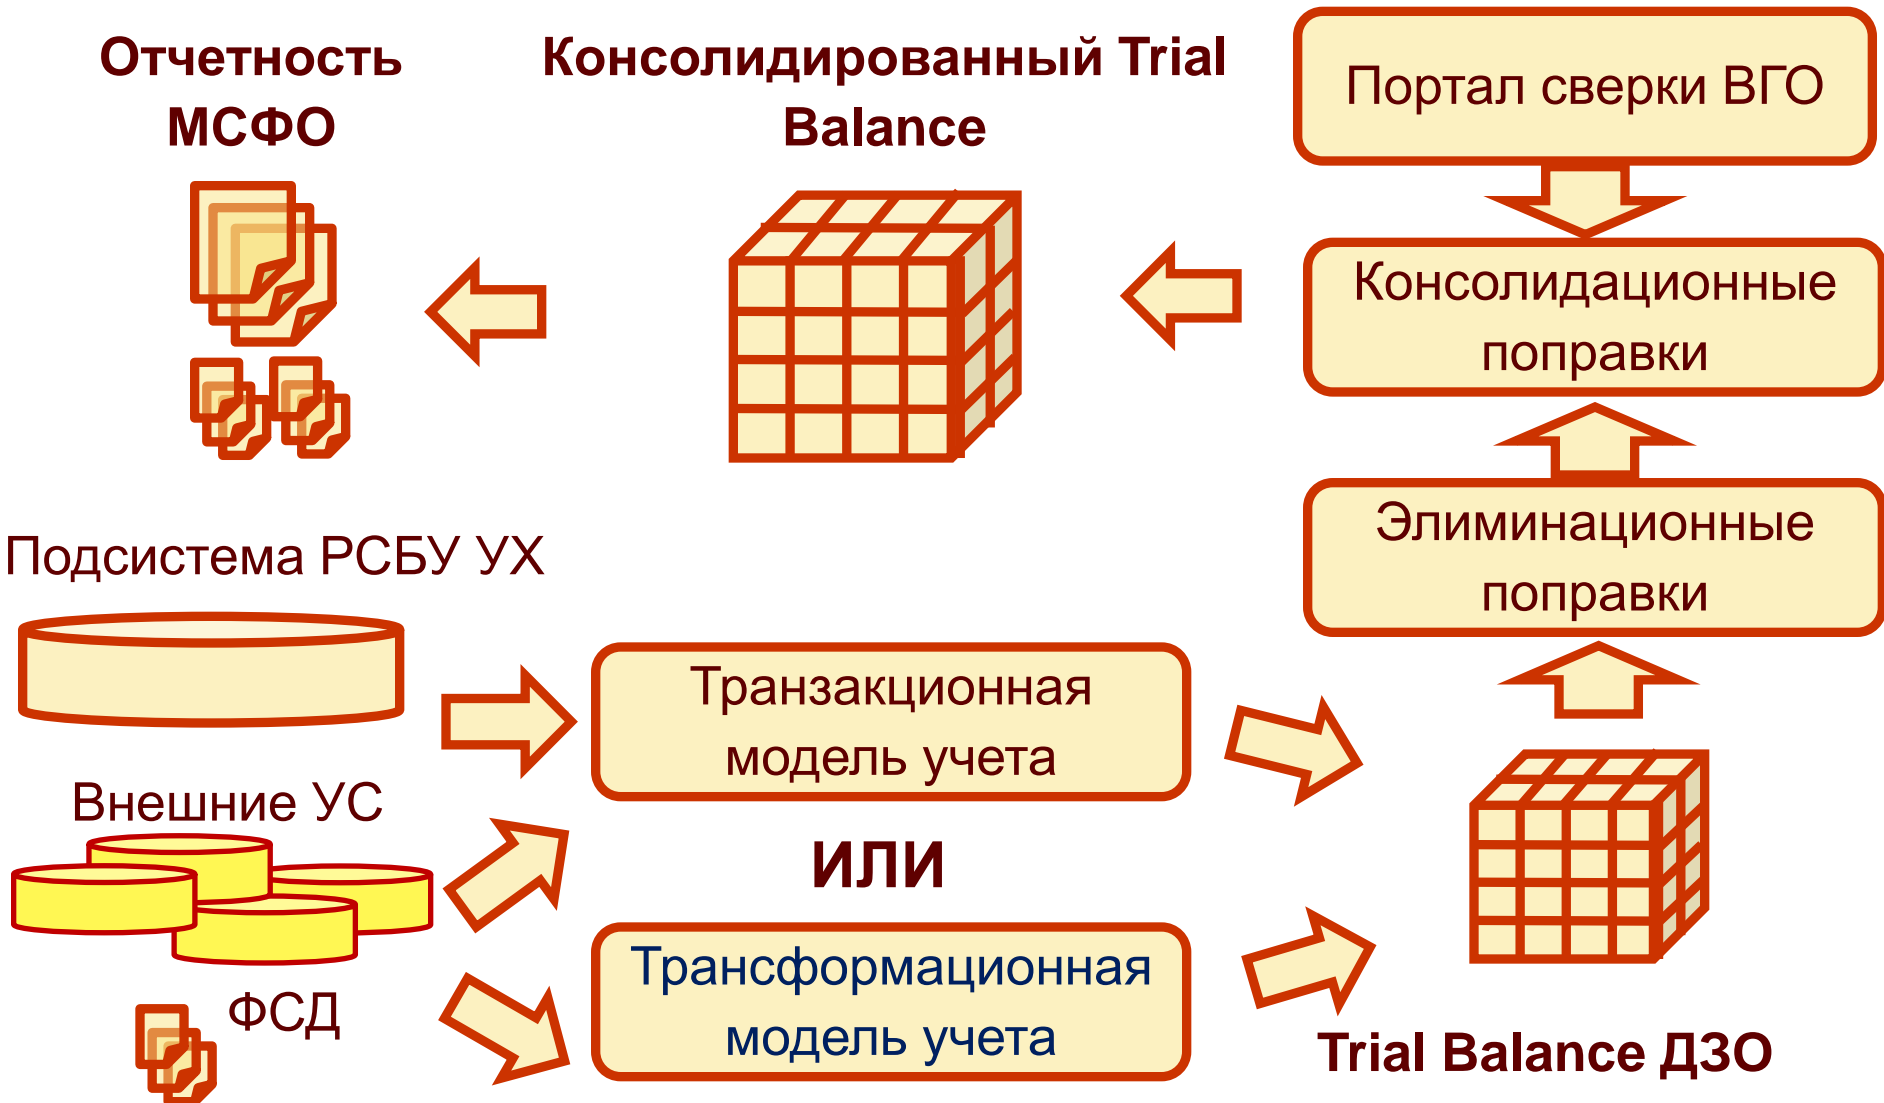 Отчетность
МСФО
Консолидированный Trial
Balance
Портал сверки ВГО
Консолидационные
поправки
Элиминационные
поправки
Подсистема РСБУ УХ
Транзакционная
модель учета
Внешние УС
ИЛИ
Трансформационная
модель учета
ФСД
Trial Balance ДЗО